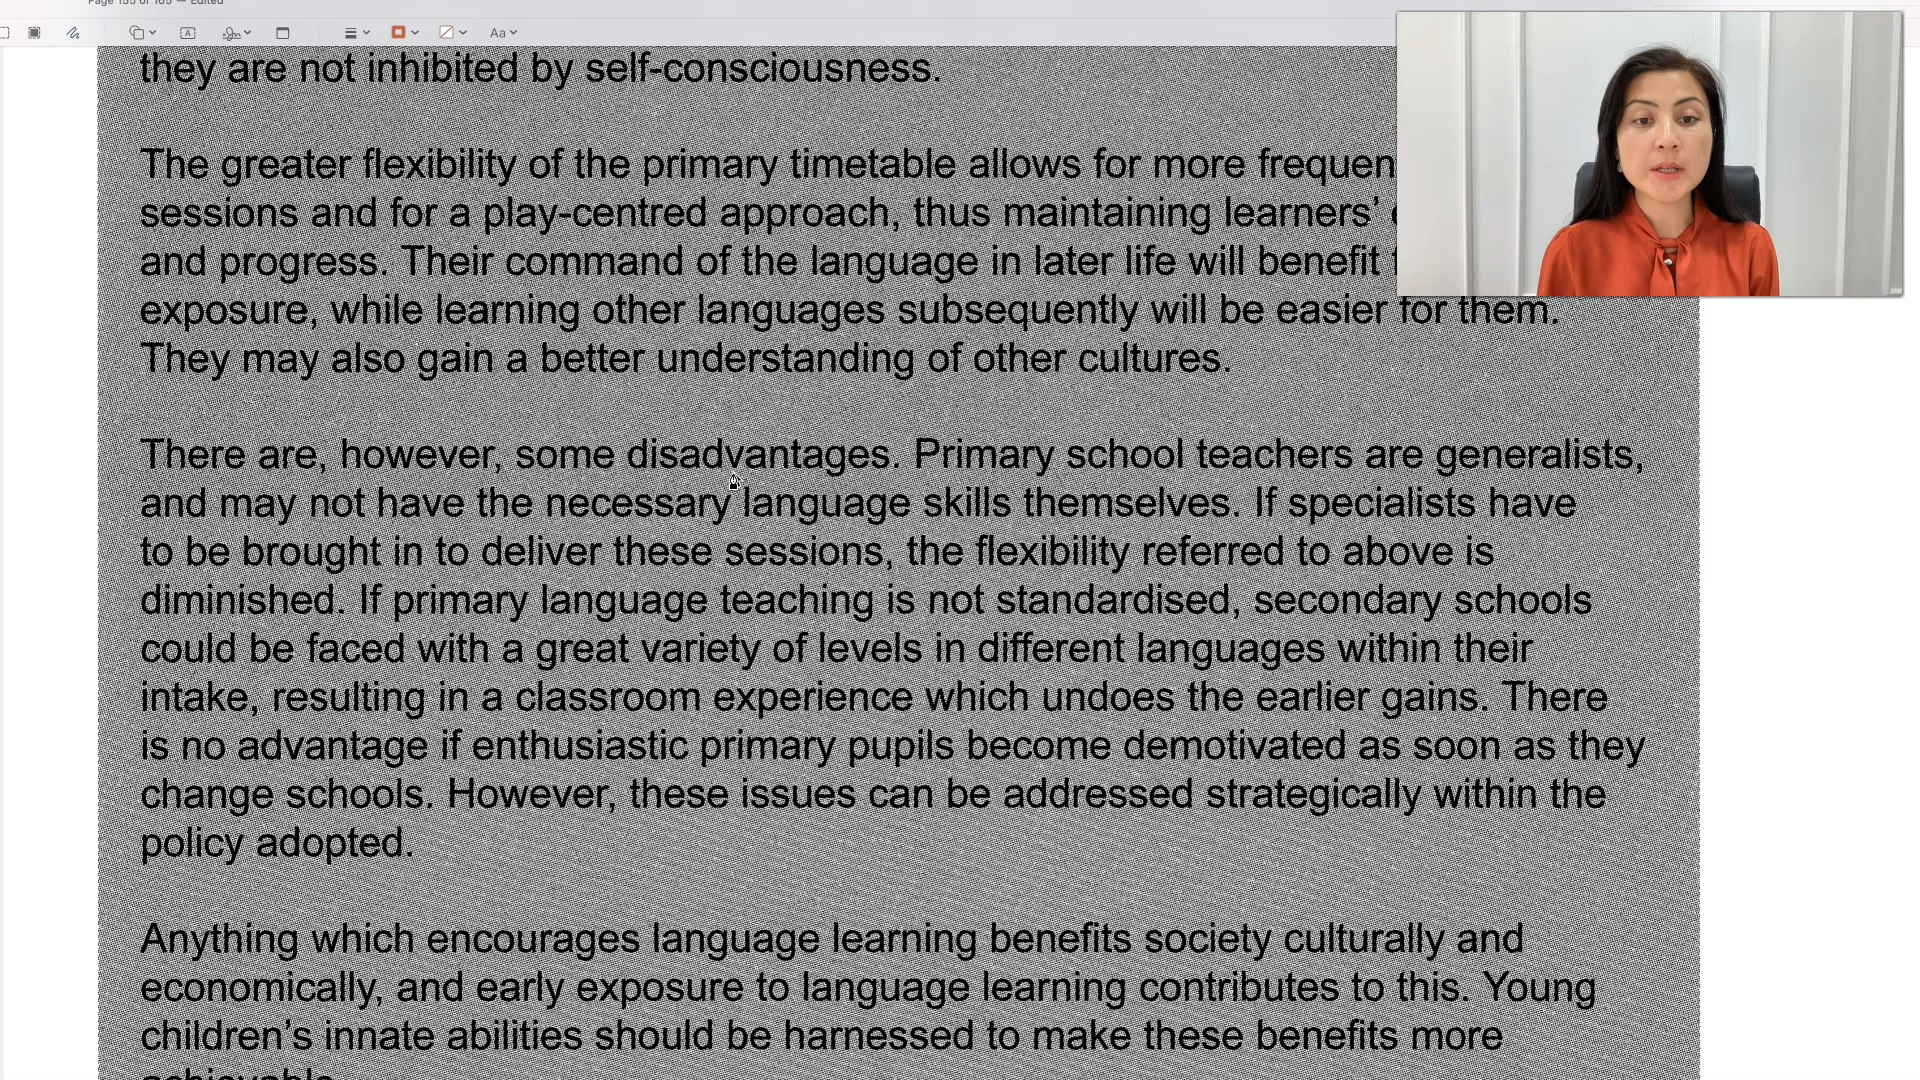 Page 155 of 165 — Edited
Aa
they are not inhibited by self-consciousness.
The greater flexibility of the primary timetable allows for more
sessions and for a play-centred approach, thus maintaining learners’
and progress. Their command of the language in later life will benefit
exposure, while learning other languages subsequently will be easier for them.
They may also gain a better understanding of other cultures.
There are, however, some disadvantages. Primary school teachers are generalists,
and may not have the necessary language skills themselves. If specialists have
to be brought in to deliver these sessions, the flexibility referred to above is
diminished. If primary language teaching is not standardised, secondary schools
could be faced with a great variety of levels in different languages within their
intake, resulting in a classroom experience which undoes the earlier gains. There
is no advantage if enthusiastic primary pupils become demotivated as soon as they
change schools. However, these issues can be addressed strategically within the
policy adopted.
Anything which encourages language learning benefits society culturally and
economically, and early exposure to language learning contributes to this. Young
children’s innate abilities should be harnessed to make these benefits more